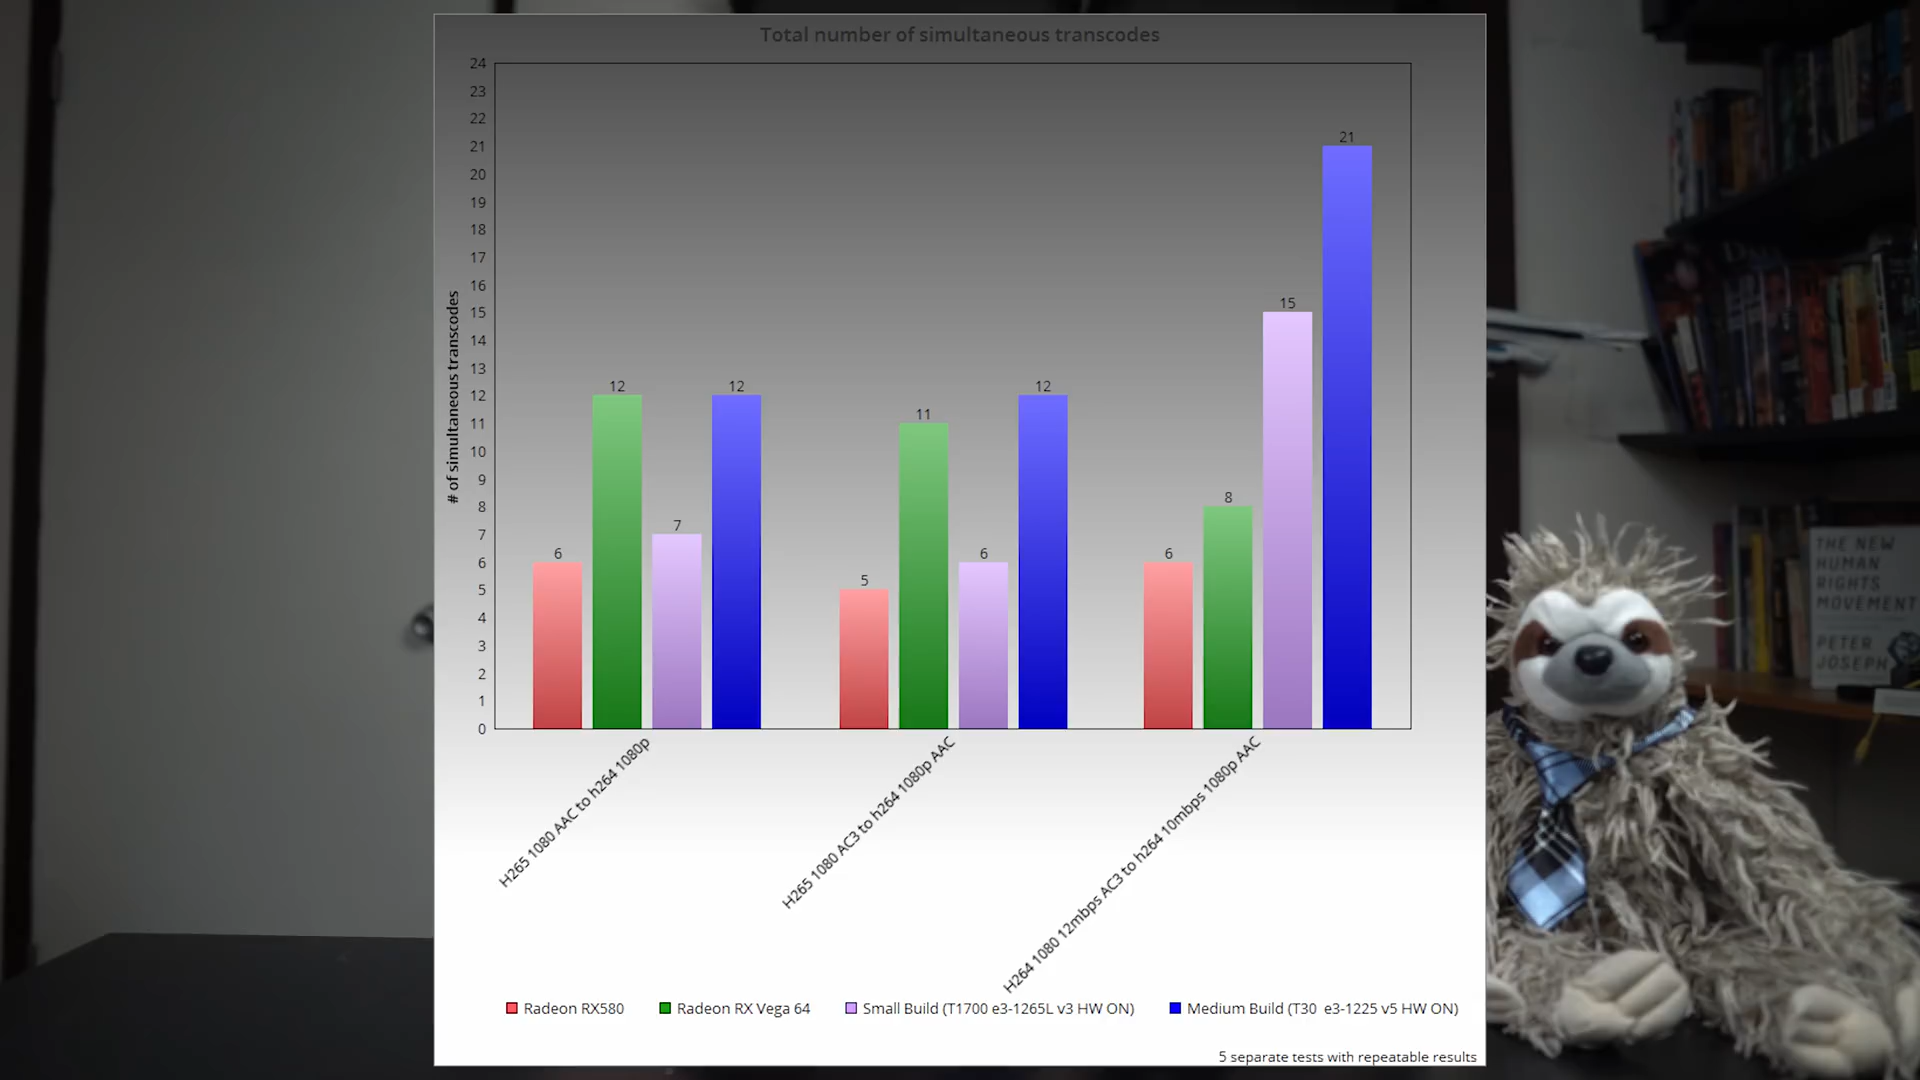 Total number of simultaneous transcodes
# of simultaneous transcodes
24
23
22
21
20
19
18
17
16
15
14
13
12
11
10
9
8
7
6
5
4
3
2
1
0
6
12
7
12
5
11
6
12
6
8
15
21
H265 1080 AAC to h264 1080p
H265 1080 AC3 to h264 1080p AAC
H264 1080 12mbps AC3 to h264 10mbps 1080p AAC
Radeon RX580
Radeon RX Vega 64
Small Build (T1700 e3-1265L v3 HW ON)
Medium Build (T30 e3-1225 v5 HW ON)
5 separate tests with repeatable results
THE NEW
HUMAN
RIGHTS
MOVEMENT
PETER
JOSEPH